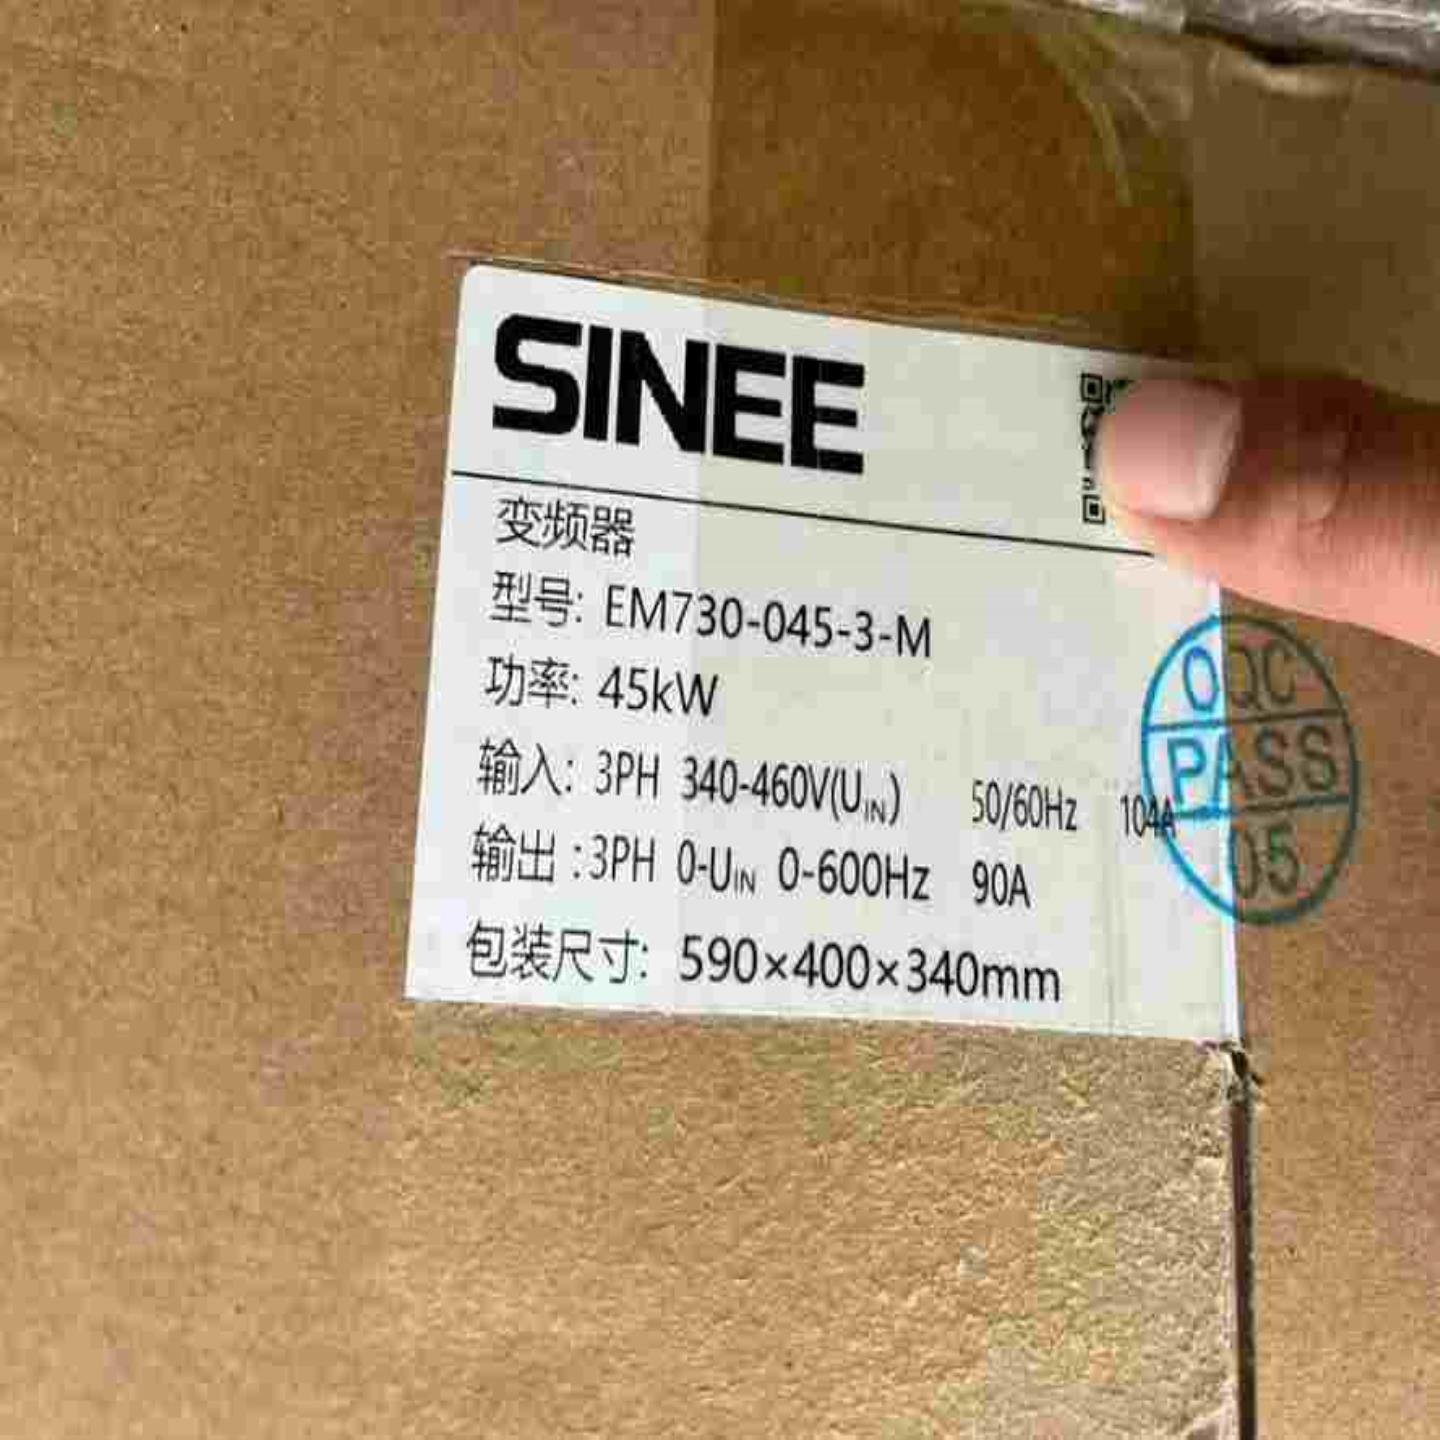 SINEE
变频器
型号: EM730-045-3-M
功率: 45kW
输入: 3PH 340-460V(UIN) 50/60Hz 104A
输出 :3PH 0-UIN 0-600Hz 90A
包装尺寸: 590×400×340mm
OQC
PASS
05